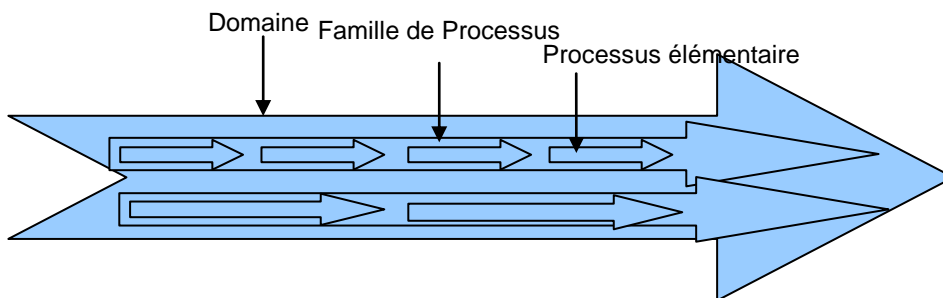 Domaine
Famille de Processus
Processus élémentaire